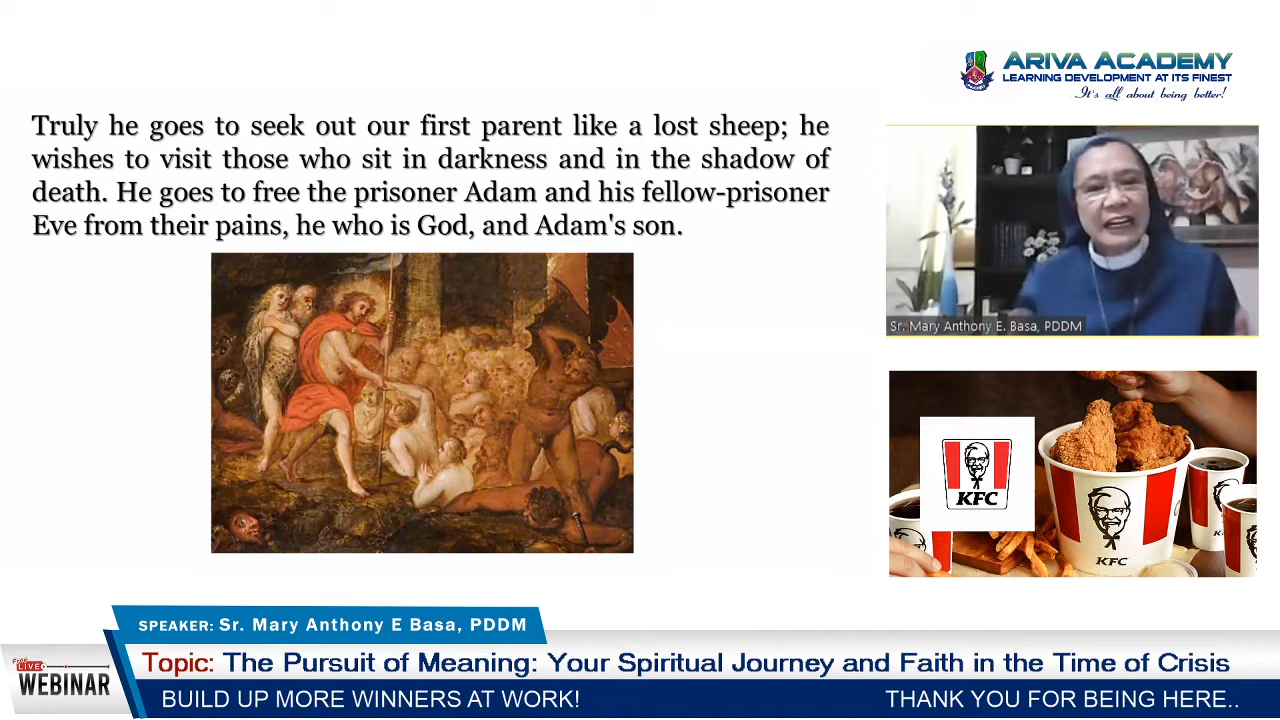 ARIVA ACADEMY
LEARNING DEVELOPMENT AT ITS FINEST
It's all about being better!
Truly he goes to seek out our first parent like a lost sheep; he
wishes to visit those who sit in darkness and in the shadow of
death. He goes to free the prisoner Adam and his fellow-prisoner
Eve from their pains, he who is God, and Adam's son.
Sr. Mary Anthony E. Basa, PDDM
KFC
KFC
SPEAKER: Sr. Mary Anthony E Basa, PDDM
Free
LIVE
WEBINAR
Topic: The Pursuit of Meaning: Your Spiritual Journey and Faith in the Time of Crisis
BUILD UP MORE WINNERS AT WORK!
THANK YOU FOR BEING HERE..